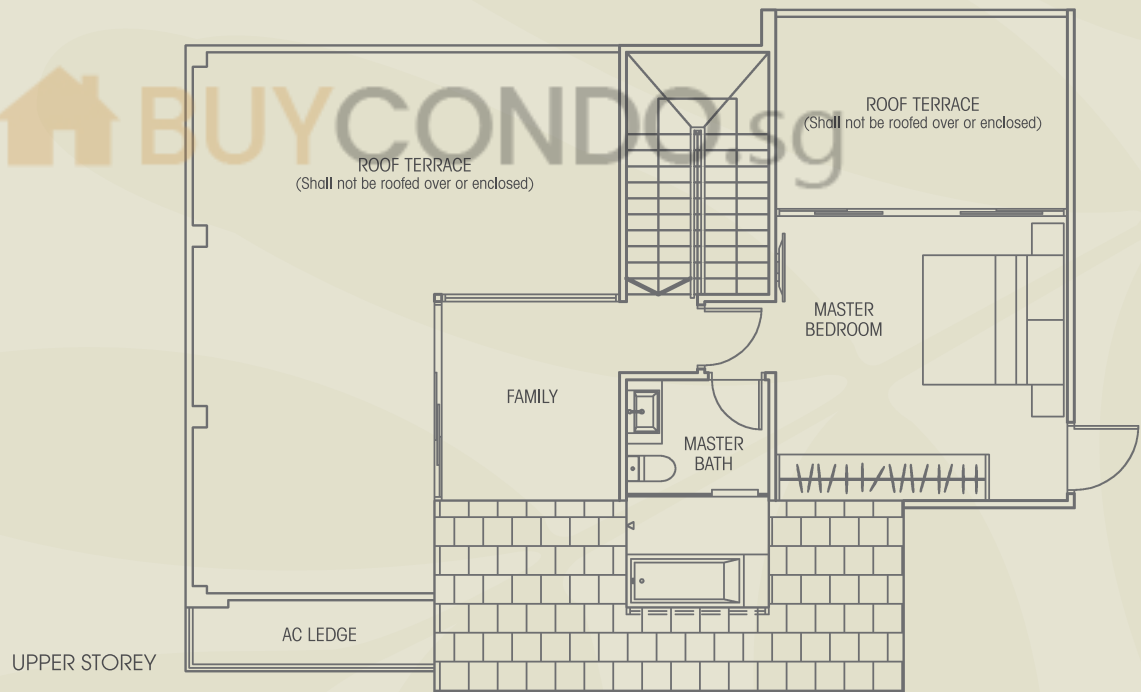 BUYCONDO.sg
ROOF TERRACE
(Shall not be roofed over or enclosed)
ROOF TERRACE
(Shall not be roofed over or enclosed)
MASTER
BEDROOM
FAMILY
MASTER
BATH
AC LEDGE
UPPER STOREY